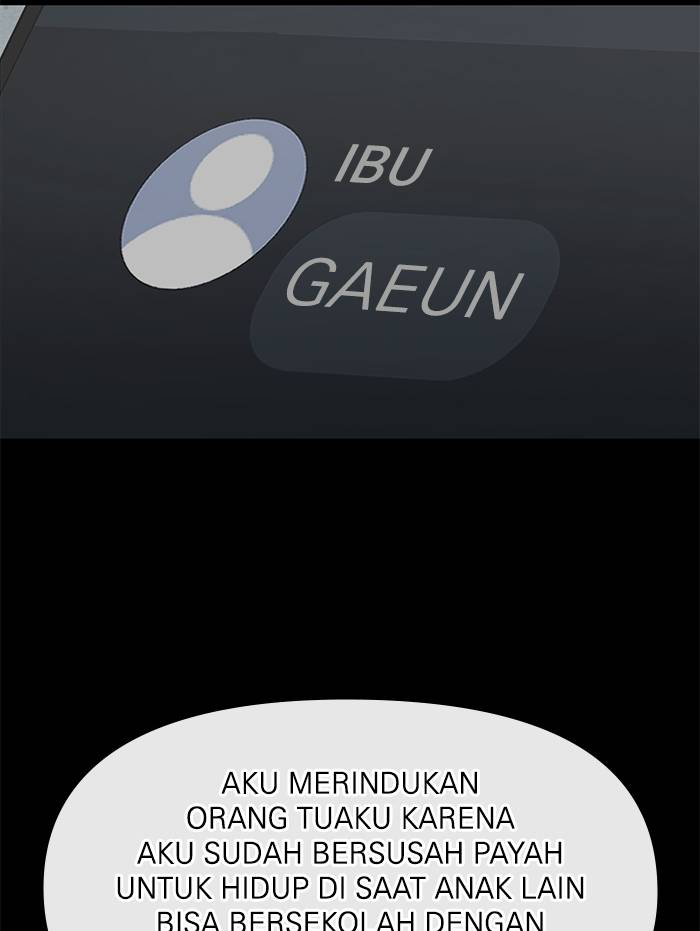 IBU
GAEUN
AKU MERINDUKAN
ORANG TUAKU KARENA
AKU SUDAH BERSUSAH PAYAH
UNTUK HIDUP DI SAAT ANAK LAIN
BISA BERSEKOLAH DENGAN